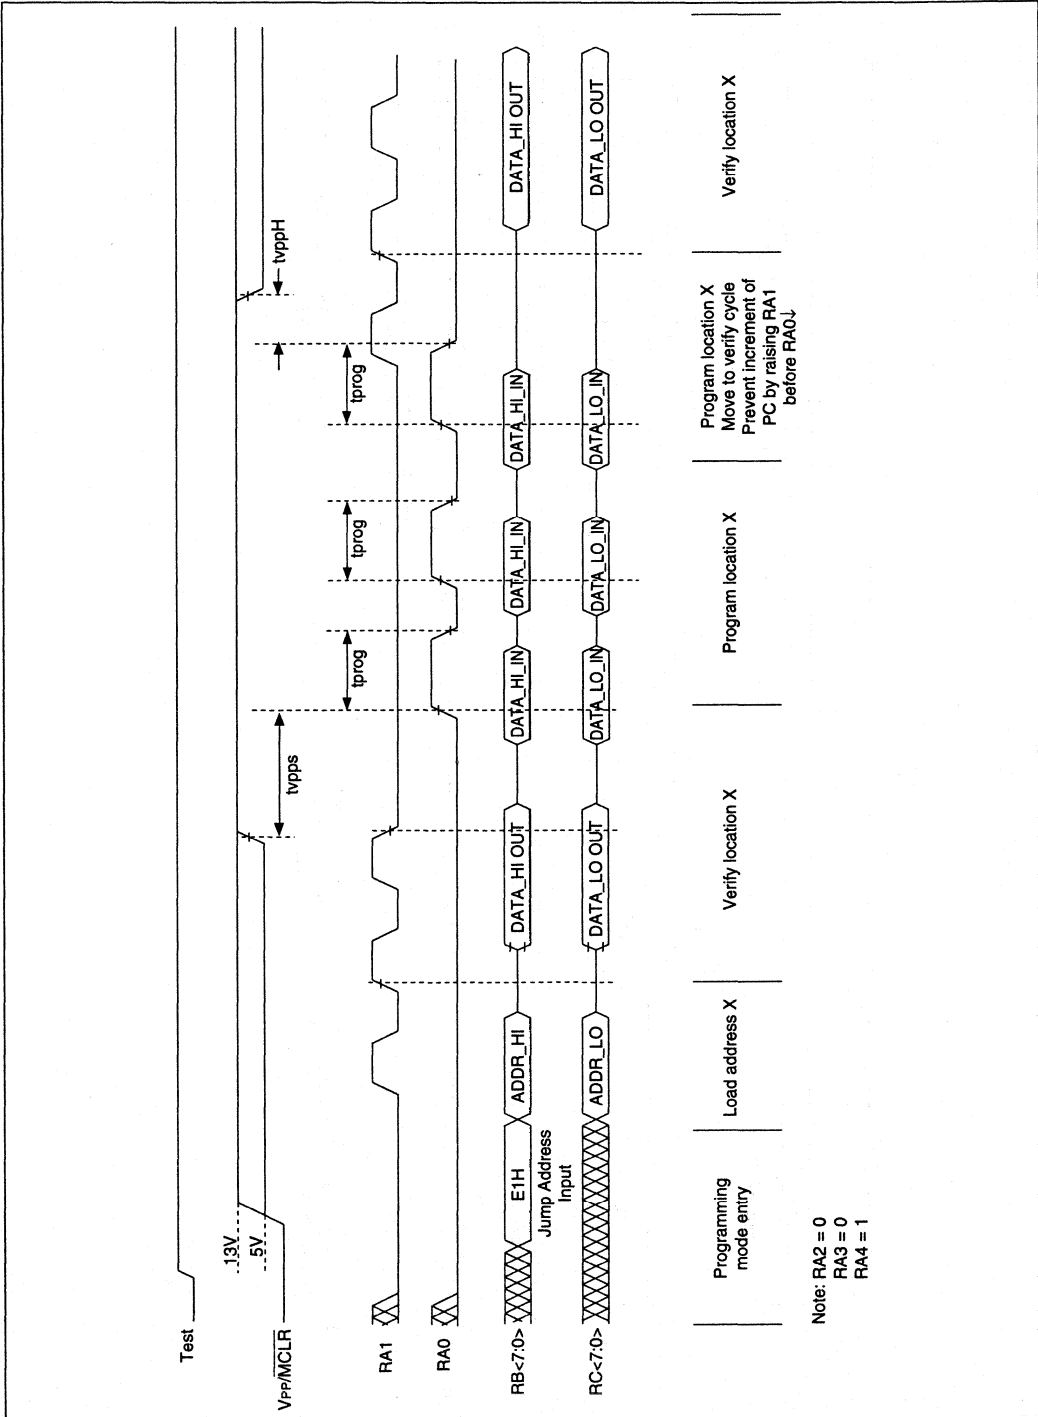 Test
VPP/MCLR
13V
5V
tvpps
tvppH
RA1
tprog
tprog
tprog
RA0
RB<7:0>
E1H
ADDR_HI
DATA_HI OUT
DATA_HI_IN
DATA_HI_IN
DATA_HI_IN
DATA_HI OUT
Jump Address
Input
RC<7:0>
ADDR_LO
DATA_LO OUT
DATA_LO_IN
DATA_LO_IN
DATA_LO_IN
DATA_LO OUT
Programming
mode entry
Load address X
Verify location X
Program location X
Program location X
Move to verify cycle
Prevent increment of
PC by raising RA1
before RA0↓
Verify location X
Note: RA2 = 0
RA3 = 0
RA4 = 1